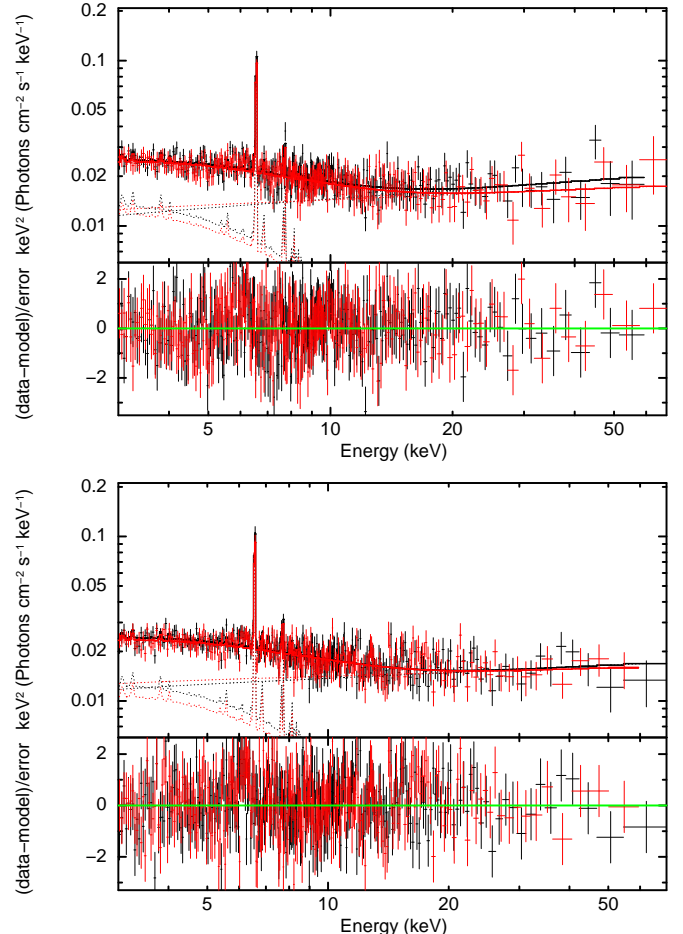 0.2
0.1
0.05
0.02
0.01
keV² (Photons cm⁻² s⁻¹ keV⁻¹)
2
0
−2
(data−model)/error
5 10 20 50
Energy (keV)
0.2
0.1
0.05
0.02
0.01
keV² (Photons cm⁻² s⁻¹ keV⁻¹)
2
0
−2
(data−model)/error
5 10 20 50
Energy (keV)